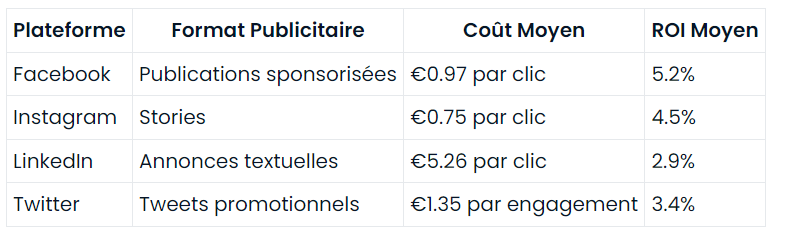 Plateforme Format Publicitaire Coût Moyen ROI Moyen
Facebook Publications sponsorisées €0.97 par clic 5.2%
Instagram Stories €0.75 par clic 4.5%
LinkedIn Annonces textuelles €5.26 par clic 2.9%
Twitter Tweets promotionnels €1.35 par engagement 3.4%